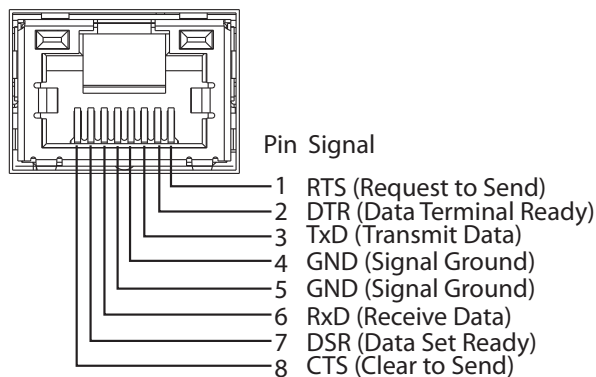 Pin Signal
1 RTS (Request to Send)
2 DTR (Data Terminal Ready)
3 TxD (Transmit Data)
4 GND (Signal Ground)
5 GND (Signal Ground)
6 RxD (Receive Data)
7 DSR (Data Set Ready)
8 CTS (Clear to Send)